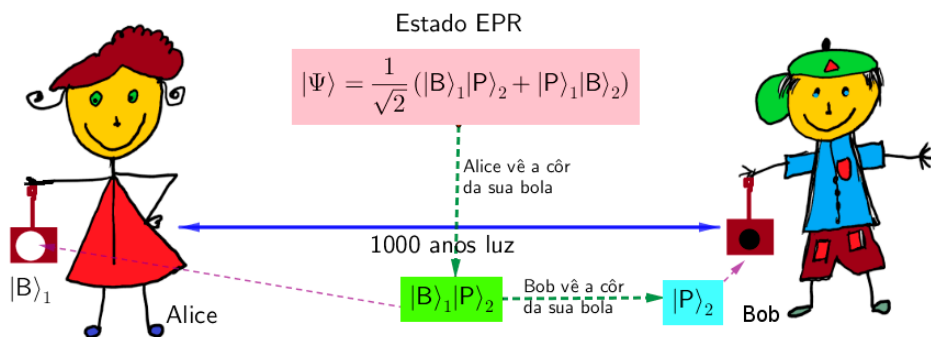 Estado EPR
|Ψ⟩ = 1/√2 (|B⟩₁|P⟩₂ + |P⟩₁|B⟩₂)
Alice vê a côr
da sua bola
1000 anos luz
|B⟩₁
|B⟩₁|P⟩₂
Bob vê a côr
da sua bola
|P⟩₂
Alice
Bob